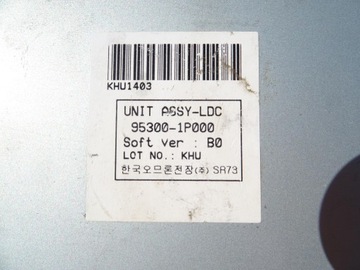 KHU1403
UNIT ASSY-LDC
95300-1P000
Soft ver : B0
LOT NO.: KHU
한국오므론전장(주) SR73